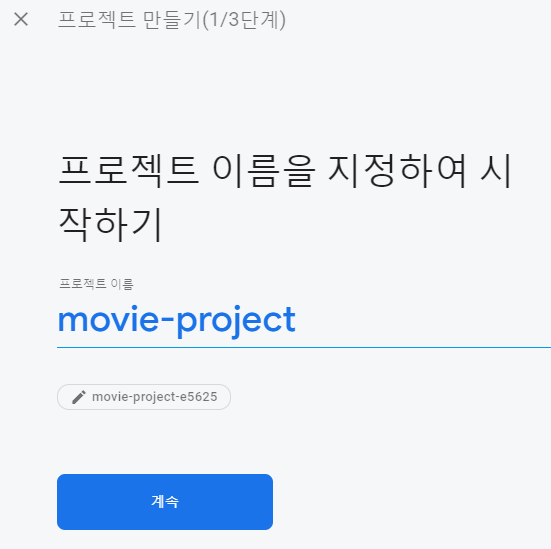 프로젝트 만들기(1/3단계)
프로젝트 이름을 지정하여 시
작하기
프로젝트 이름
movie-project
movie-project-e5625
계속